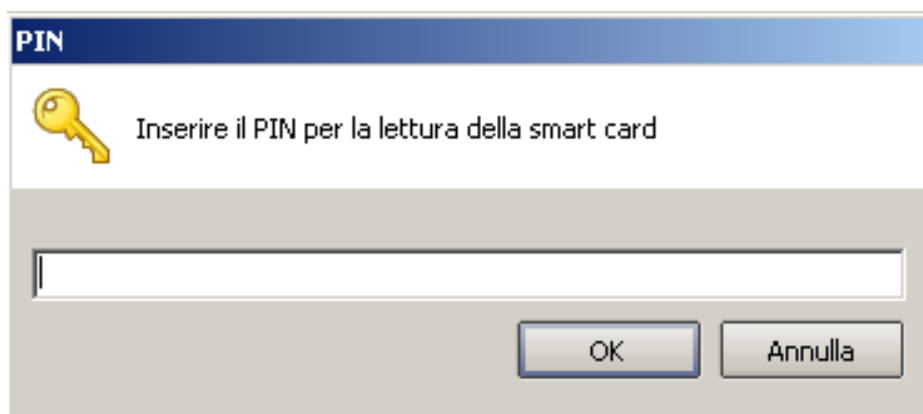 PIN
Inserire il PIN per la lettura della smart card
OK
Annulla